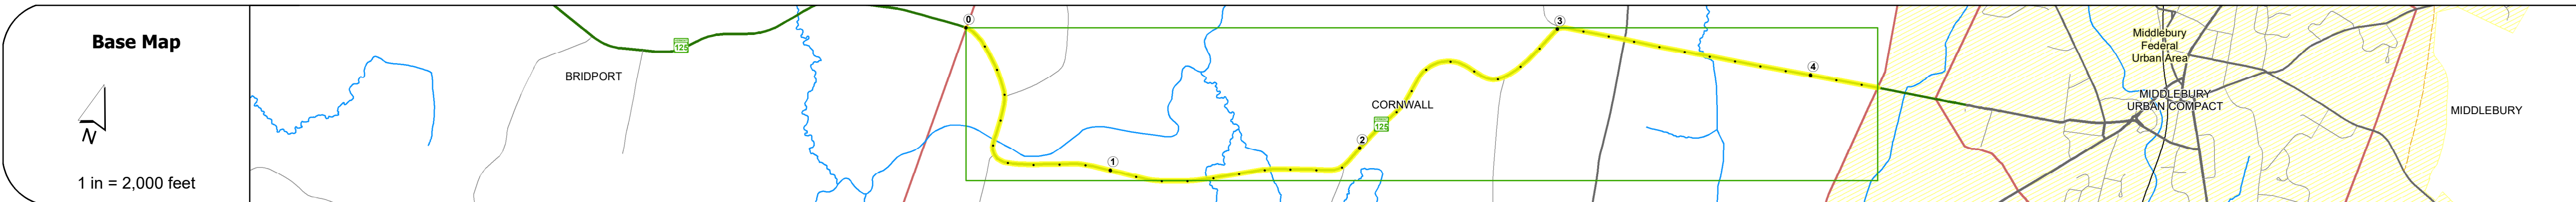 Base Map
N
1 in = 2,000 feet
BRIDPORT
125
0
1
2
3
4
CORNWALL
125
Middlebury
Federal
Urban Area
MIDDLEBURY
URBAN COMPACT
MIDDLEBURY